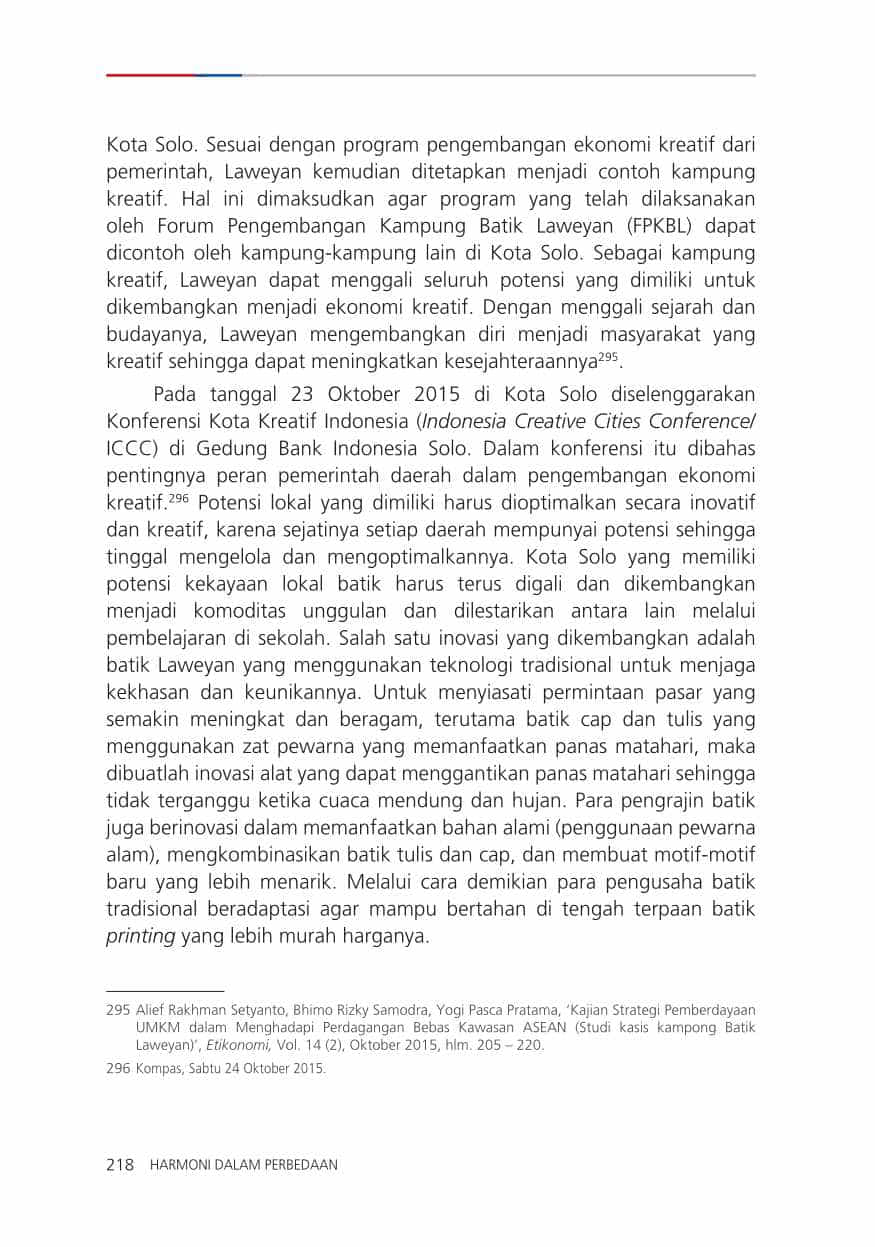 Kota Solo. Sesuai dengan program pengembangan ekonomi kreatif dari
pemerintah, Laweyan kemudian ditetapkan menjadi contoh kampung
kreatif. Hal ini dimaksudkan agar program yang telah dilaksanakan
oleh Forum Pengembangan Kampung Batik Laweyan (FPKBL) dapat
dicontoh oleh kampung-kampung lain di Kota Solo. Sebagai kampung
kreatif, Laweyan dapat menggali seluruh potensi yang dimiliki untuk
dikembangkan menjadi ekonomi kreatif. Dengan menggali sejarah dan
budayanya, Laweyan mengembangkan diri menjadi masyarakat yang
kreatif sehingga dapat meningkatkan kesejahteraannya²⁹⁵.
Pada tanggal 23 Oktober 2015 di Kota Solo diselenggarakan
Konferensi Kota Kreatif Indonesia (Indonesia Creative Cities Conference/
ICCC) di Gedung Bank Indonesia Solo. Dalam konferensi itu dibahas
pentingnya peran pemerintah daerah dalam pengembangan ekonomi
kreatif.²⁹⁶ Potensi lokal yang dimiliki harus dioptimalkan secara inovatif
dan kreatif, karena sejatinya setiap daerah mempunyai potensi sehingga
tinggal mengelola dan mengoptimalkannya. Kota Solo yang memiliki
potensi kekayaan lokal batik harus terus digali dan dikembangkan
menjadi komoditas unggulan dan dilestarikan antara lain melalui
pembelajaran di sekolah. Salah satu inovasi yang dikembangkan adalah
batik Laweyan yang menggunakan teknologi tradisional untuk menjaga
kekhasan dan keunikannya. Untuk menyiasati permintaan pasar yang
semakin meningkat dan beragam, terutama batik cap dan tulis yang
menggunakan zat pewarna yang memanfaatkan panas matahari, maka
dibuatlah inovasi alat yang dapat menggantikan panas matahari sehingga
tidak terganggu ketika cuaca mendung dan hujan. Para pengrajin batik
juga berinovasi dalam memanfaatkan bahan alami (penggunaan pewarna
alam), mengkombinasikan batik tulis dan cap, dan membuat motif-motif
baru yang lebih menarik. Melalui cara demikian para pengusaha batik
tradisional beradaptasi agar mampu bertahan di tengah terpaan batik
printing yang lebih murah harganya.
295 Alief Rakhman Setyanto, Bhimo Rizky Samodra, Yogi Pasca Pratama, ‘Kajian Strategi Pemberdayaan
UMKM dalam Menghadapi Perdagangan Bebas Kawasan ASEAN (Studi kasis kampong Batik
Laweyan)’, Etikonomi, Vol. 14 (2), Oktober 2015, hlm. 205 – 220.
296 Kompas, Sabtu 24 Oktober 2015.
218 HARMONI DALAM PERBEDAAN